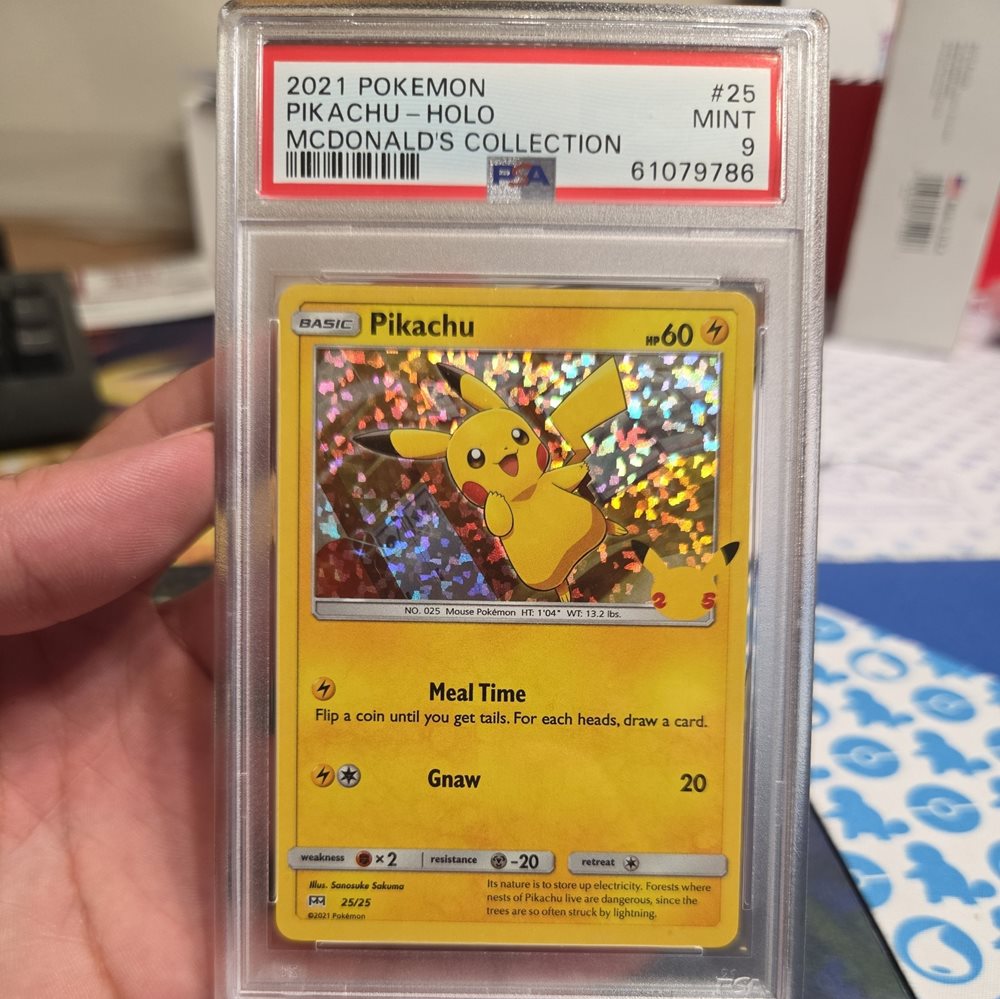 2021 POKEMON #25
PIKACHU – HOLO MINT
MCDONALD'S COLLECTION 9
PSA 61079786
BASIC Pikachu HP60
NO. 025 Mouse Pokémon HT: 1'04" WT: 13.2 lbs.
2 5
Meal Time
Flip a coin until you get tails. For each heads, draw a card.
Gnaw 20
weakness ×2 resistance -20 retreat
Illus. Sanosuke Sakuma
25/25
©2021 Pokémon
Its nature is to store up electricity. Forests where
nests of Pikachu live are dangerous, since the
trees are so often struck by lightning.